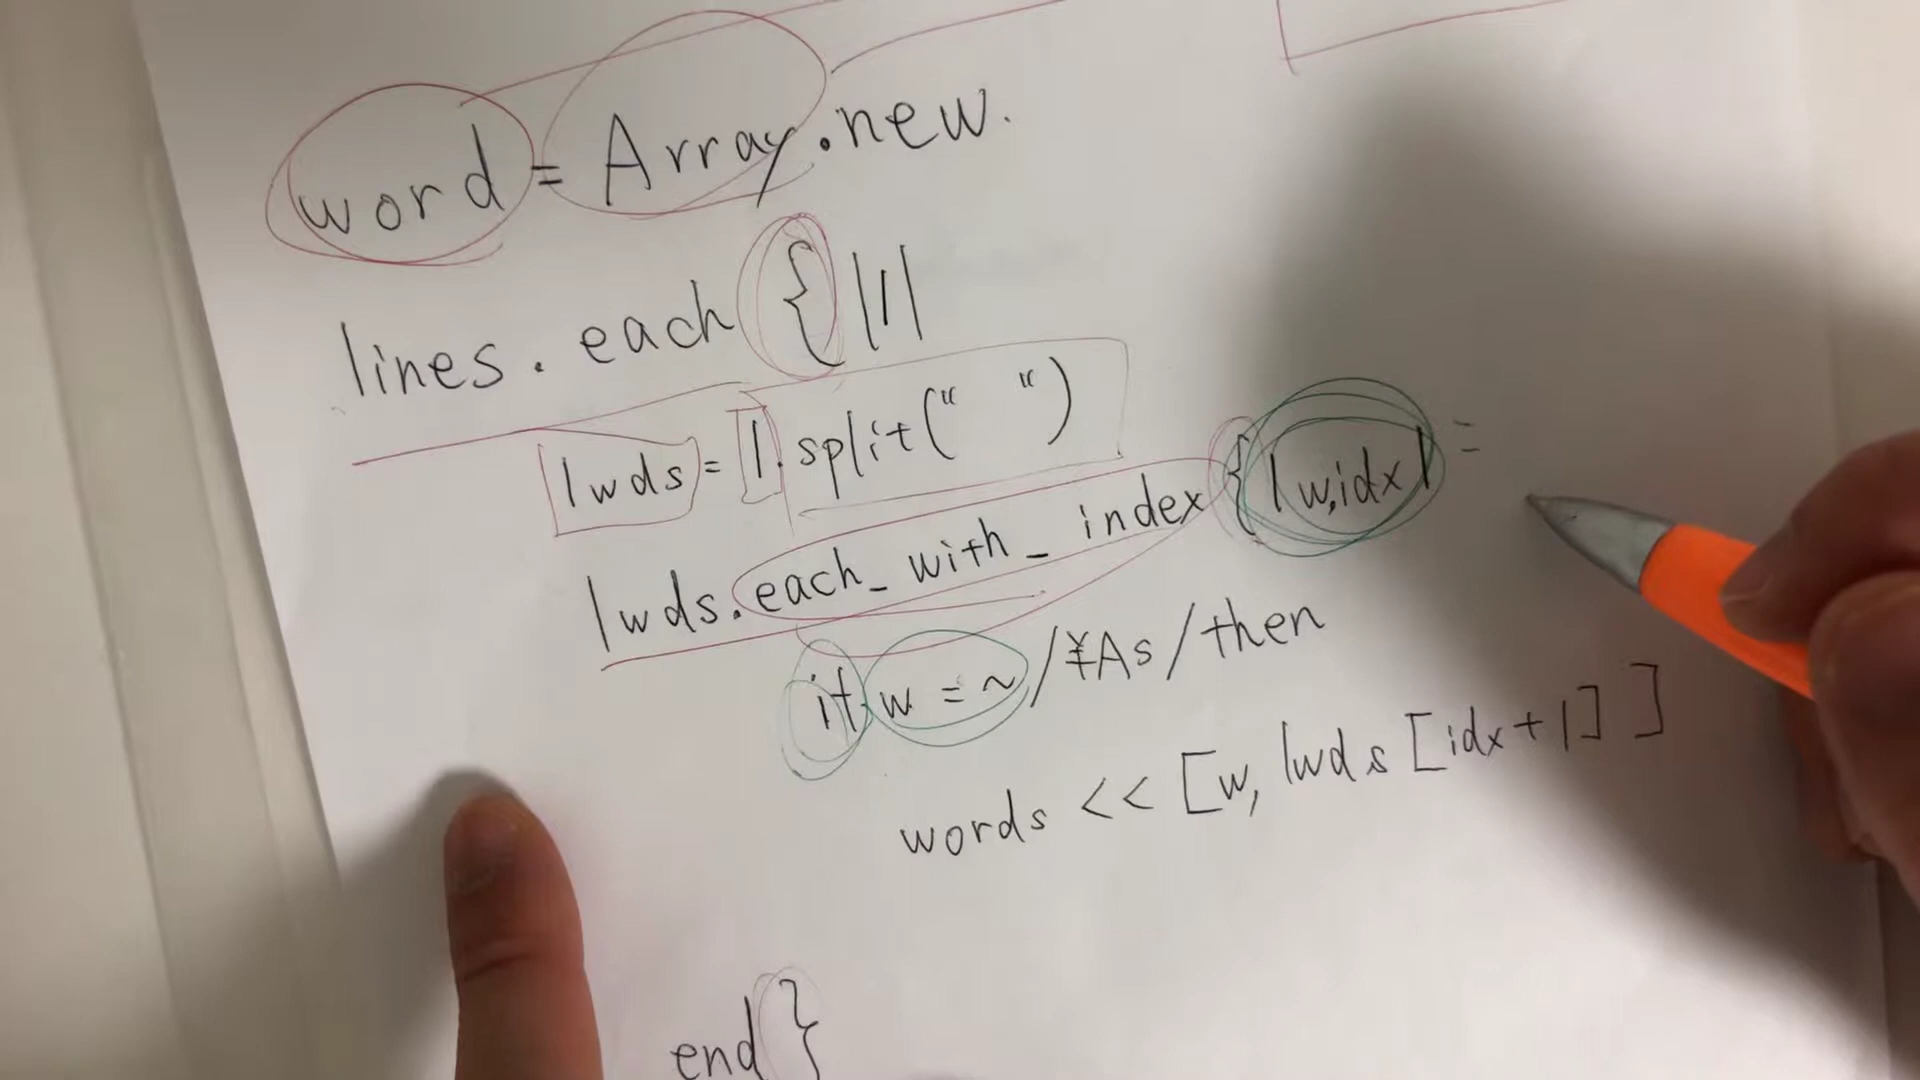 word = Array.new.
lines.each { |l|
lwds = l.split(“ “)
lwds.each_with_index { |w,idx| =
if w =~ /¥As/ then
words << [w, lwds [idx+1] ]
end }